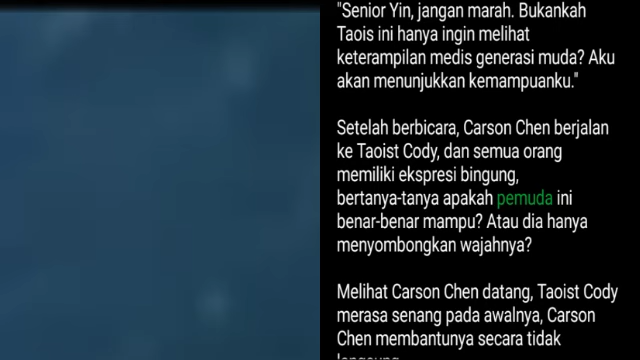 "Senior Yin, jangan marah. Bukankah
Taois ini hanya ingin melihat
keterampilan medis generasi muda? Aku
akan menunjukkan kemampuanku."
Setelah berbicara, Carson Chen berjalan
ke Taoist Cody, dan semua orang
memiliki ekspresi bingung,
bertanya-tanya apakah pemuda ini
benar-benar mampu? Atau dia hanya
menyombongkan wajahnya?
Melihat Carson Chen datang, Taoist Cody
merasa senang pada awalnya, Carson
Chen membantunya secara tidak